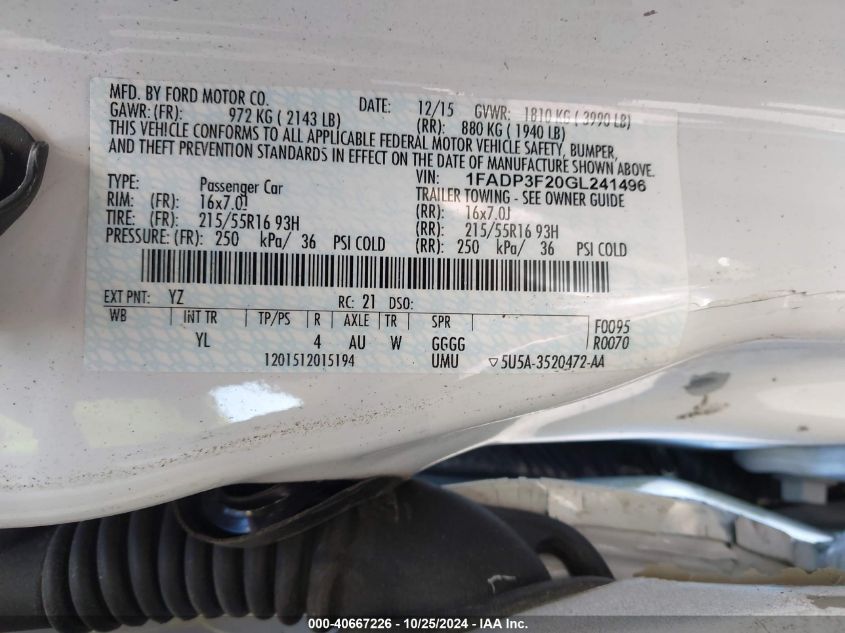 MFD. BY FORD MOTOR CO.
DATE: 12/15 GVWR: 1810 KG ( 3990 LB)
GAWR: (FR): 972 KG ( 2143 LB) (RR): 880 KG ( 1940 LB)
THIS VEHICLE CONFORMS TO ALL APPLICABLE FEDERAL MOTOR VEHICLE SAFETY, BUMPER,
AND THEFT PREVENTION STANDARDS IN EFFECT ON THE DATE OF MANUFACTURE SHOWN ABOVE.
VIN: 1FADP3F20GL241496
TYPE: Passenger Car TRAILER TOWING - SEE OWNER GUIDE
RIM: (FR) 16x7.0J (RR) 16x7.0J
TIRE: (FR) 215/55R16 93H (RR) 215/55R16 93H
PRESSURE: (FR) 250 kPa/ 36 PSI COLD (RR) 250 kPa/ 36 PSI COLD
EXT PNT: YZ RC: 21 DSO:
WB INT TR TP/PS R AXLE TR SPR F0095
YL 4 AU W GGGG R0070
1201512015194 UMU ▽5U5A-3520472-AA
000-40667226 - 10/25/2024 - IAA Inc.